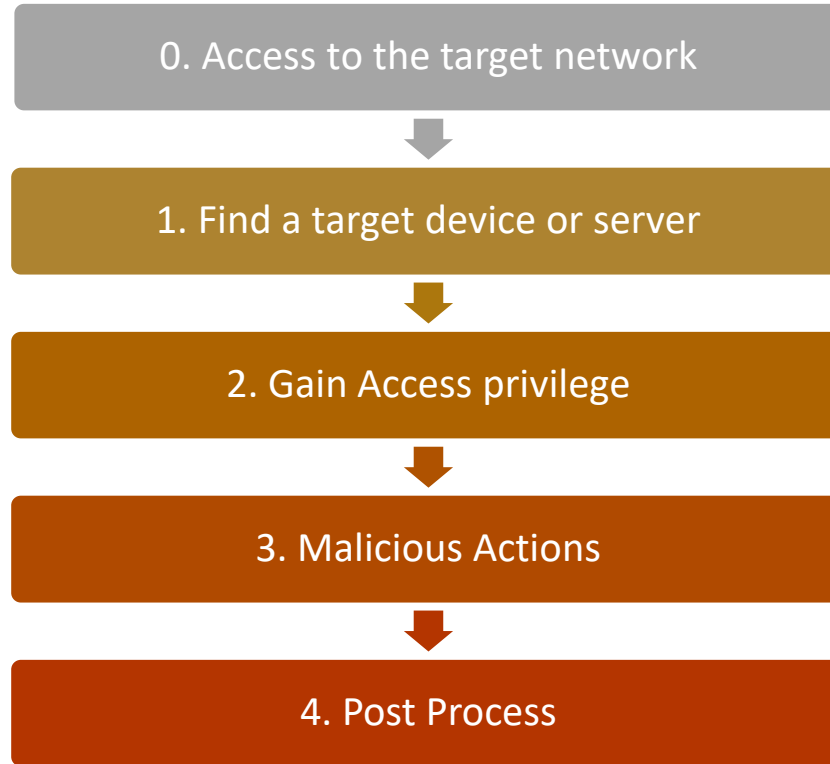 0. Access to the target network
1. Find a target device or server
2. Gain Access privilege
3. Malicious Actions
4. Post Process